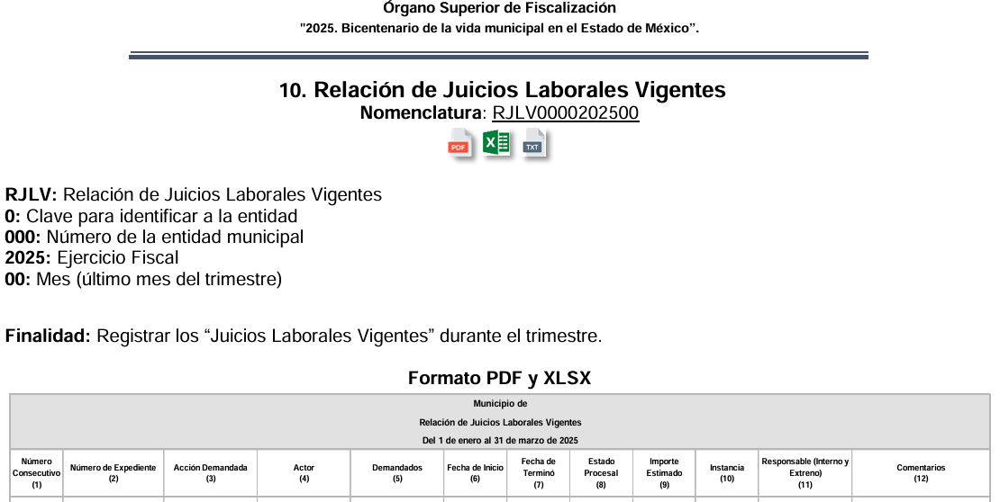 Órgano Superior de Fiscalización
"2025. Bicentenario de la vida municipal en el Estado de México”.
10. Relación de Juicios Laborales Vigentes
Nomenclatura: RJLV0000202500
PDF X TXT
RJLV: Relación de Juicios Laborales Vigentes
0: Clave para identificar a la entidad
000: Número de la entidad municipal
2025: Ejercicio Fiscal
00: Mes (último mes del trimestre)
Finalidad: Registrar los “Juicios Laborales Vigentes” durante el trimestre.
Formato PDF y XLSX
Municipio de
Relación de Juicios Laborales Vigentes
Del 1 de enero al 31 de marzo de 2025
Número Consecutivo (1)
Número de Expediente (2)
Acción Demandada (3)
Actor (4)
Demandados (5)
Fecha de Inicio (6)
Fecha de Terminó (7)
Estado Procesal (8)
Importe Estimado (9)
Instancia (10)
Responsable (Interno y Extreno) (11)
Comentarios (12)